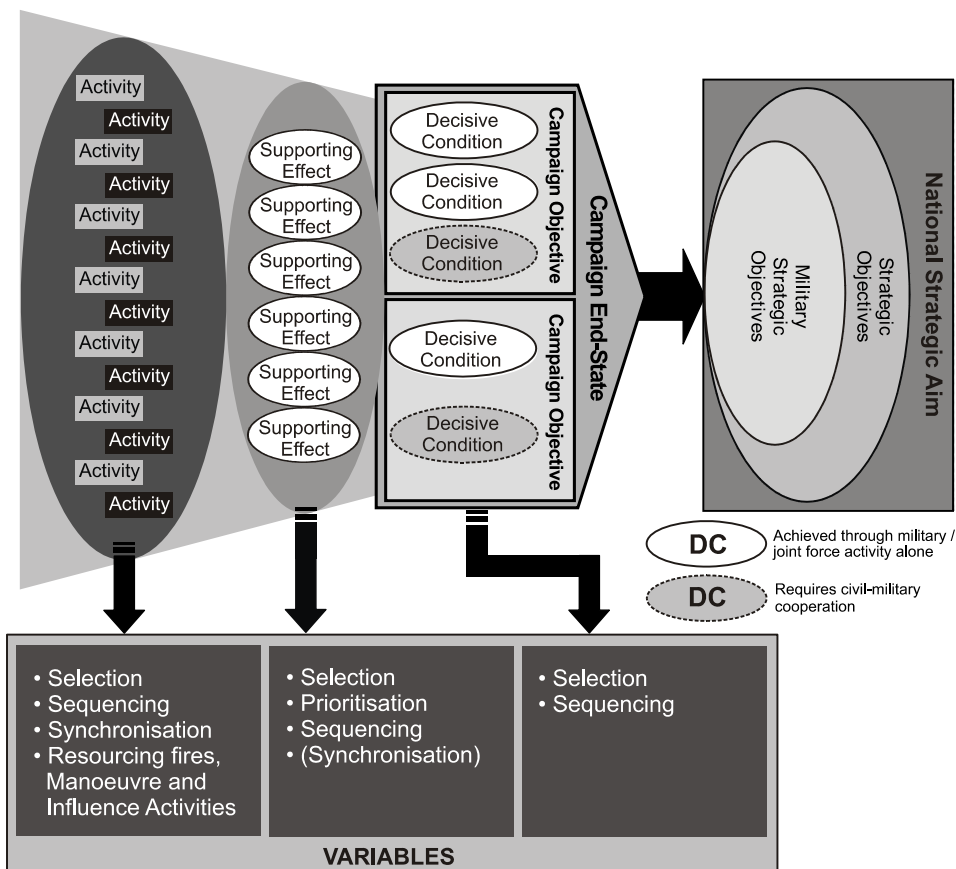 Activity
Activity
Activity
Activity
Activity
Activity
Activity
Activity
Activity
Activity
Activity
Activity
Activity
Activity
Supporting
Effect
Supporting
Effect
Supporting
Effect
Supporting
Effect
Supporting
Effect
Supporting
Effect
Decisive
Condition
Decisive
Condition
Decisive
Condition
Campaign Objective
Decisive
Condition
Decisive
Condition
Campaign Objective
Campaign End-State
Military
Strategic
Objectives
Strategic
Objectives
National Strategic Aim
DC
Achieved through military /
joint force activity alone
DC
Requires civil-military
cooperation
• Selection
• Sequencing
• Synchronisation
• Resourcing fires,
Manoeuvre and
Influence Activities
• Selection
• Prioritisation
• Sequencing
• (Synchronisation)
• Selection
• Sequencing
VARIABLES